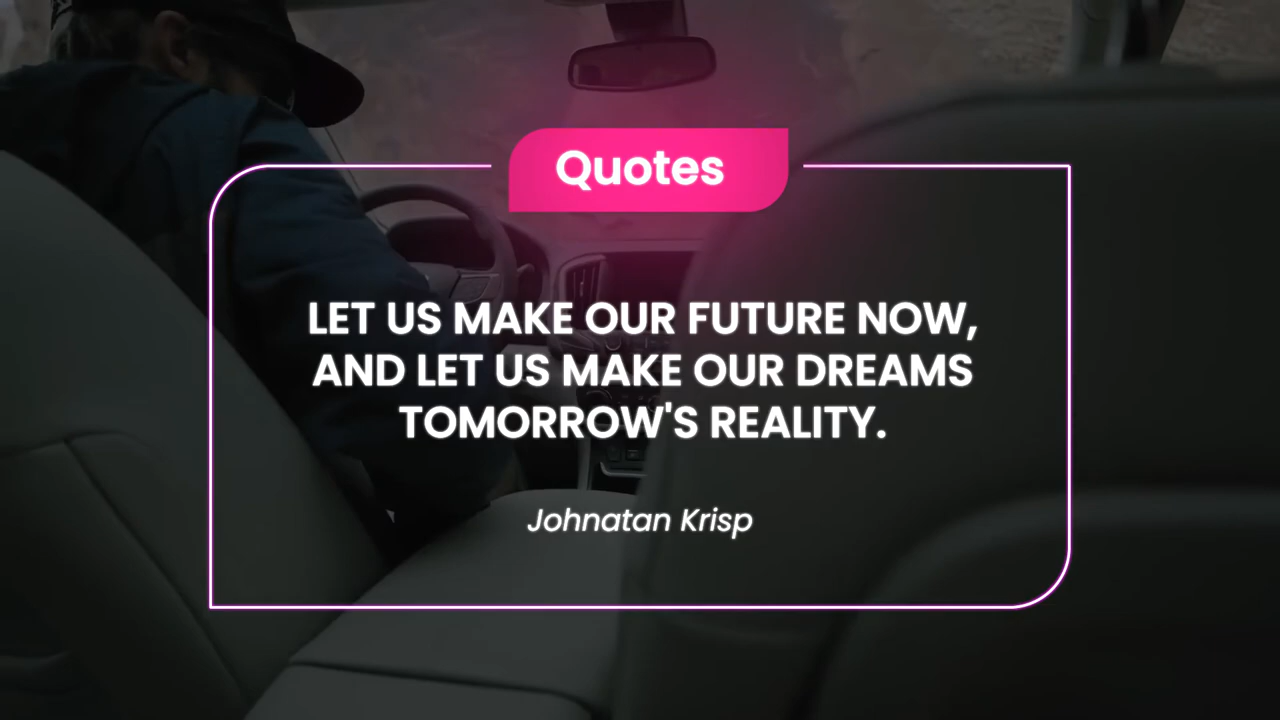 Quotes
LET US MAKE OUR FUTURE NOW,
AND LET US MAKE OUR DREAMS
TOMORROW'S REALITY.
Johnatan Krisp